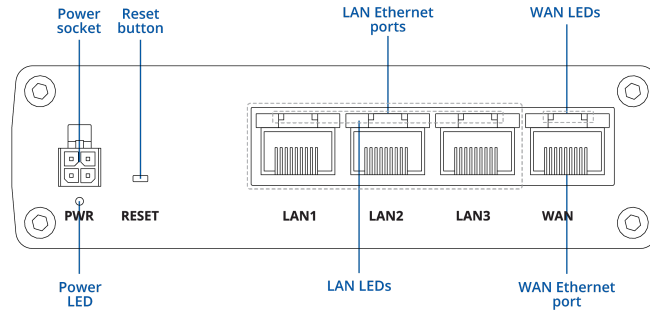 Power
socket
Reset
button
LAN Ethernet
ports
WAN LEDs
PWR
RESET
LAN1
LAN2
LAN3
WAN
Power
LED
LAN LEDs
WAN Ethernet
port